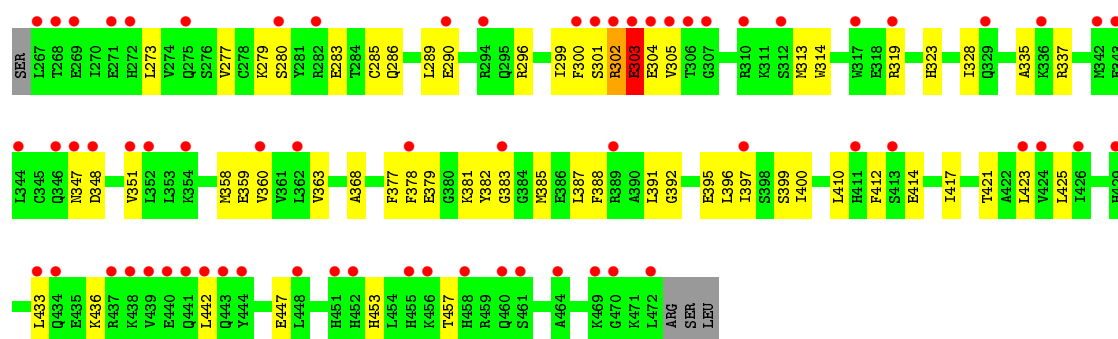 SER L267 T268 E269 I270 E271 H272 L273 V274 Q275 S276 V277 C278 K279 S280 Y281 R282 E283 T284 C285 Q286 L289 E290 R294 Q295 R296 I299 F300 S301 R302 E303 E304 V305 T306 G307 R310 K311 S312 M313 W314 W317 E318 R319 H323 I328 Q329 A335 K336 R337 M342 E343
L344 C345 Q346 N347 D348 V351 L352 L353 K354 M358 E359 V360 V361 L362 V363 A368 F377 F378 E379 G380 K381 Y382 G383 G384 M385 E386 L387 F388 R389 A390 L391 G392 E395 L396 I397 S398 S399 I400 L410 H411 F412 S413 E414 I417 T421 A422 L423 V424 L425 I426 H429
L433 Q434 E435 K436 R437 K438 V439 E440 Q441 L442 Q443 Y444 E447 L448 H451 H452 H453 L454 H455 K456 T457 H458 R459 Q460 S461 A464 K469 G470 K471 L472 ARG SER LEU